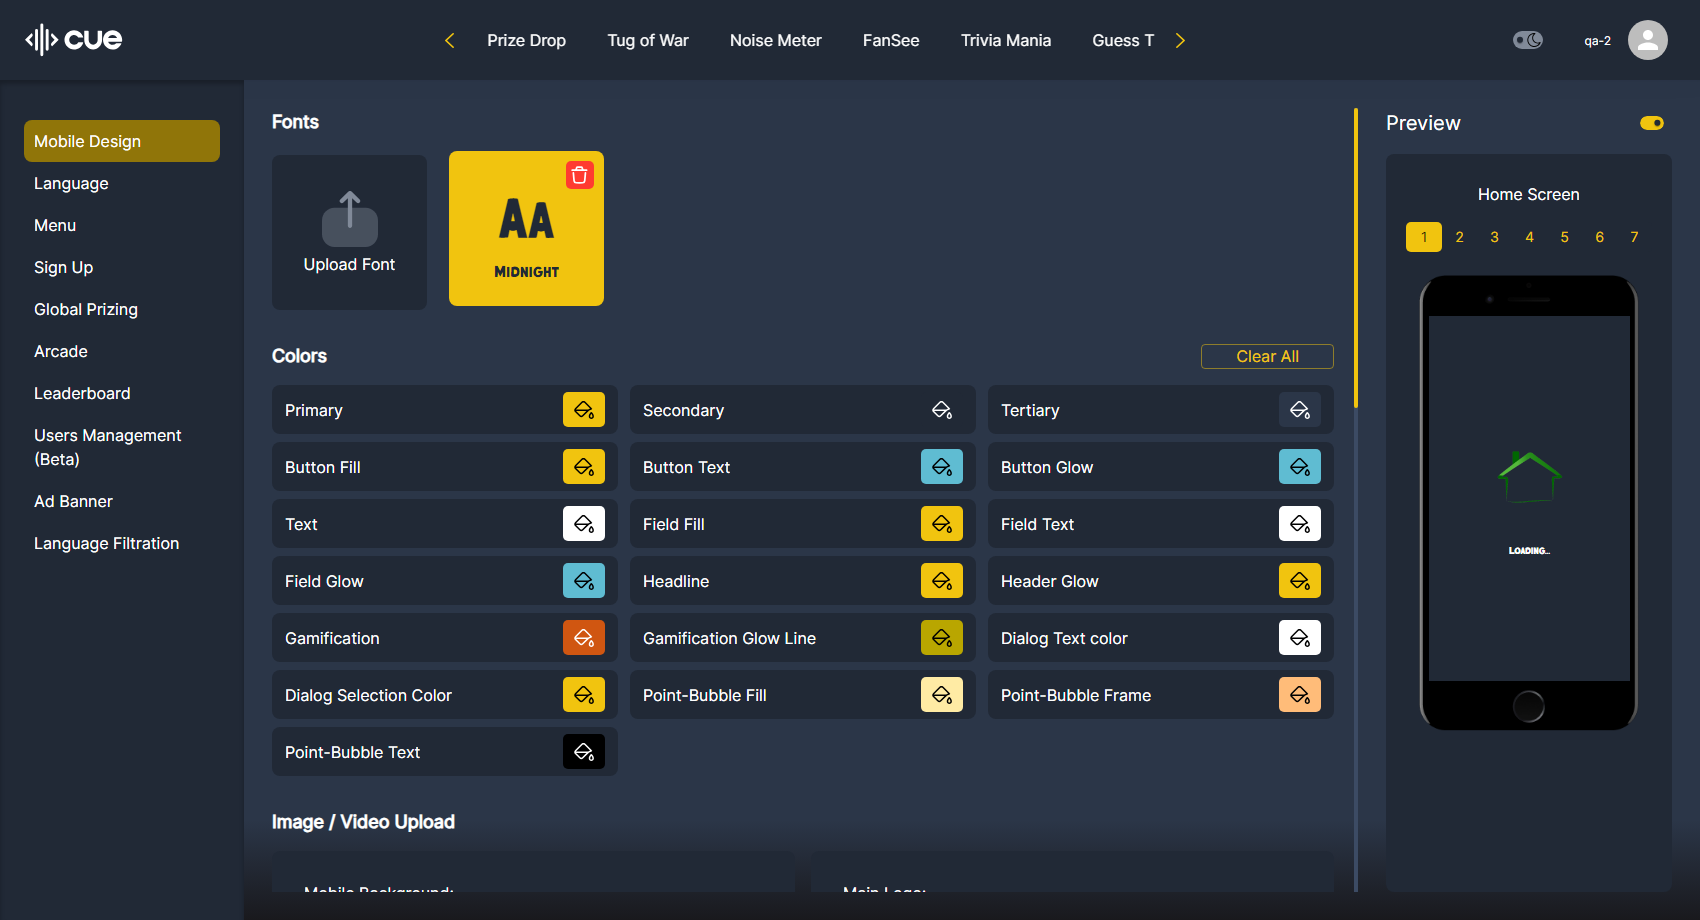 cue
Prize Drop
Tug of War
Noise Meter
FanSee
Trivia Mania
Guess T
qa-2
Mobile Design
Language
Menu
Sign Up
Global Prizing
Arcade
Leaderboard
Users Management
(Beta)
Ad Banner
Language Filtration
Fonts
Upload Font
AA
MIDNIGHT
Colors
Clear All
Primary
Secondary
Tertiary
Button Fill
Button Text
Button Glow
Text
Field Fill
Field Text
Field Glow
Headline
Header Glow
Gamification
Gamification Glow Line
Dialog Text color
Dialog Selection Color
Point-Bubble Fill
Point-Bubble Frame
Point-Bubble Text
Image / Video Upload
Mobile Background:
Main Logo:
Preview
Home Screen
1 2 3 4 5 6 7
LOADING...